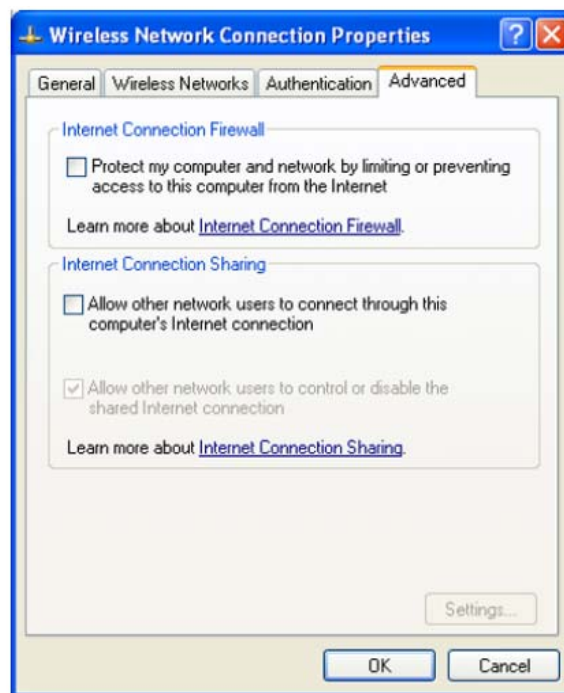 Wireless Network Connection Properties
General
Wireless Networks
Authentication
Advanced
Internet Connection Firewall
Protect my computer and network by limiting or preventing
access to this computer from the Internet
Learn more about Internet Connection Firewall.
Internet Connection Sharing
Allow other network users to connect through this
computer's Internet connection
Allow other network users to control or disable the
shared Internet connection
Learn more about Internet Connection Sharing.
Settings...
OK
Cancel